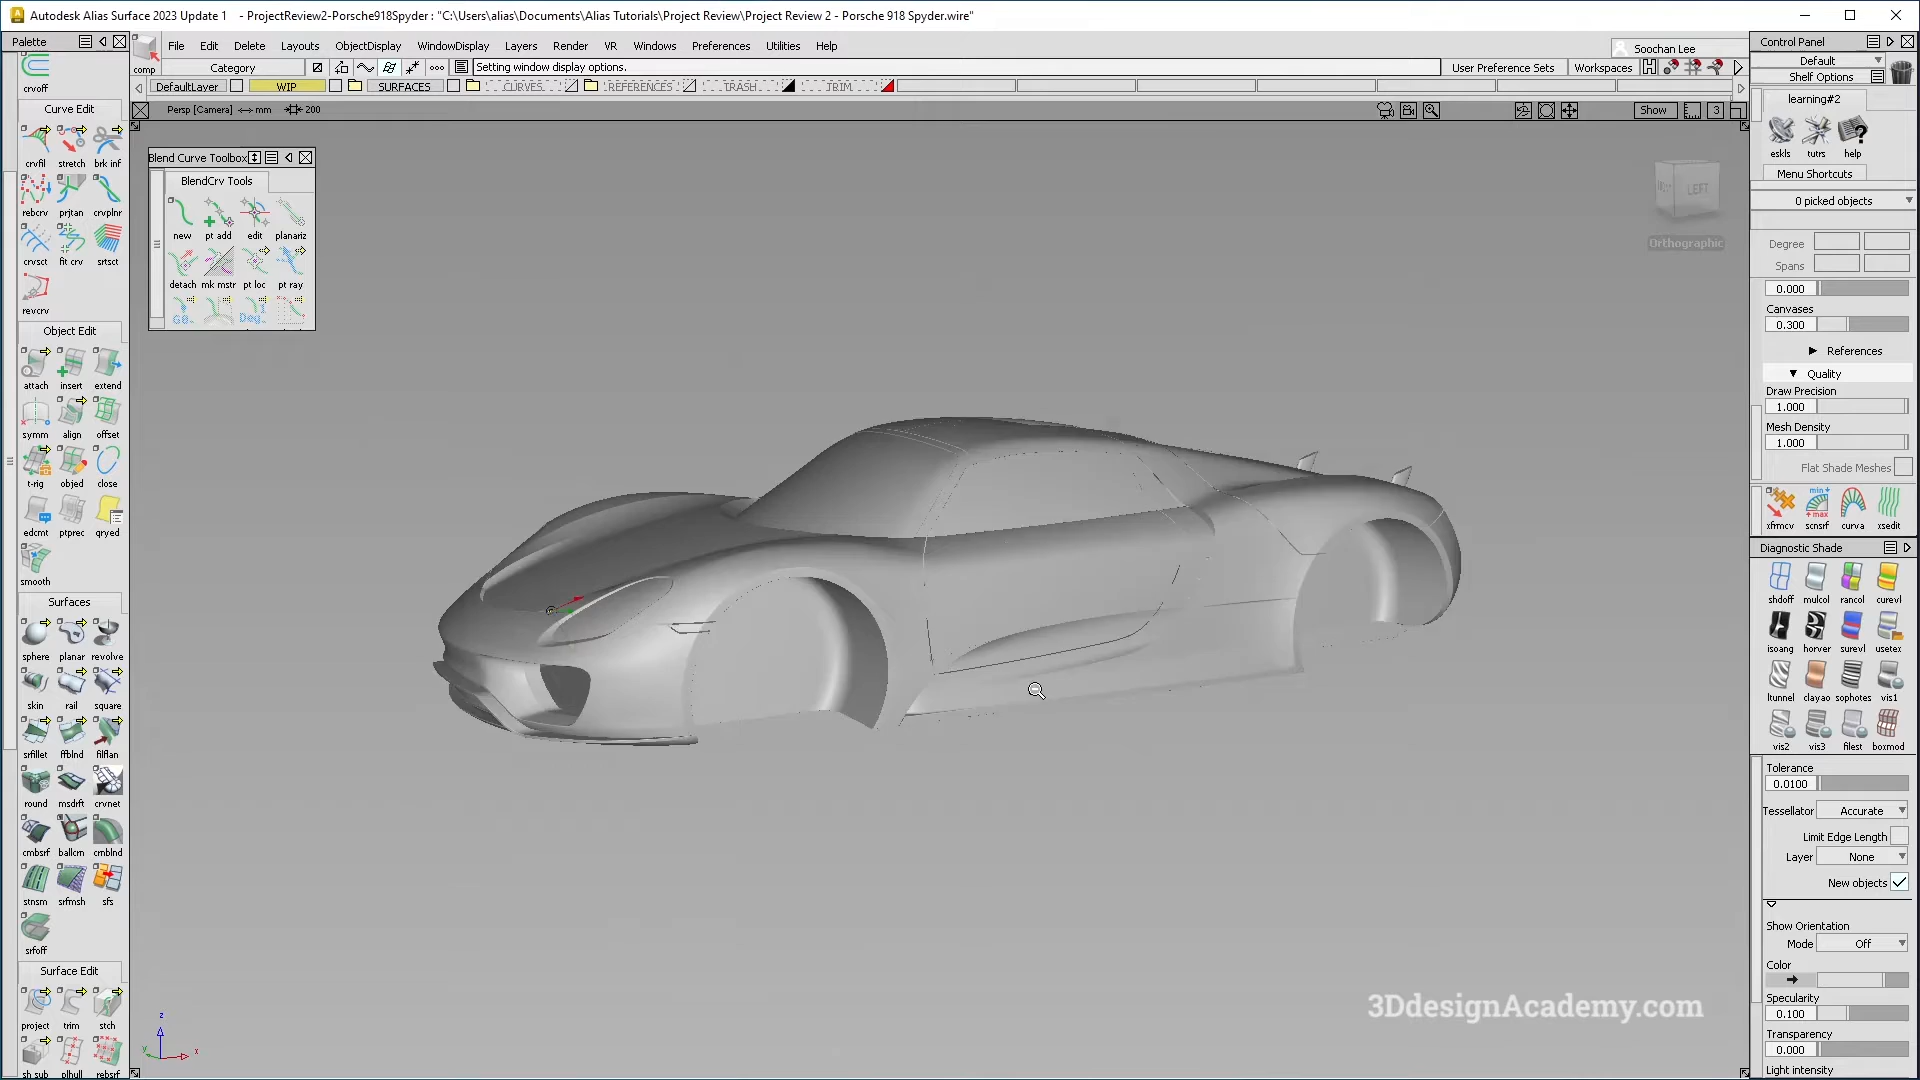 Autodesk Alias Surface 2023 Update 1 - ProjectReview2-Porsche918Spyder : "C:\Users\alias\Documents\Alias Tutorials\Project Review\Project Review 2 - Porsche 918 Spyder.wire"
Palette
comp
File Edit Delete Layouts ObjectDisplay WindowDisplay Layers Render VR Windows Preferences Utilities Help
Soochan Lee
Control Panel
Category
Setting window display options.
User Preference Sets
Workspaces
Default
Shelf Options
DefaultLayer WIP SURFACES CURVES REFERENCES TRASH TRIM
Persp [Camera] <-> mm 200
Show
3
crvoff
Curve Edit
crvfil stretch brk inf
rebcrv prjtan crvplnr
crvsct fit crv srtsct
revcrv
Object Edit
attach insert extend
symm align offset
t-rig objed close
edcmt ptprec qryed
smooth
Surfaces
sphere planar revolve
skin rail square
srfillet ffblnd filflan
round msdrft crvnet
cmbsrf ballcrn crnblnd
stnsm srfmsh sfs
srfoff
Surface Edit
project trim stch
sh sub plhull rebsrf
Blend Curve Toolbox
BlendCrv Tools
new pt add edit planariz
detach mk mstr pt loc pt ray
G0.. Deg..
LEFT
Orthographic
z
y
x
3DdesignAcademy.com
learning#2
eskls tutrs help
Menu Shortcuts
0 picked objects
Degree
Spans
0.000
Canvases
0.300
References
Quality
Draw Precision
1.000
Mesh Density
1.000
Flat Shade Meshes
min + max
xfrmcv scnsrf curva xsedit
Diagnostic Shade
shdoff mulcol rancol curevl
isoang horver surevl usetex
ltunnel clayao sophotes vis1
vis2 vis3 filest boxmod
Tolerance
0.0100
Tessellator Accurate
Limit Edge Length
Layer None
New objects
Show Orientation
Mode Off
Color
Specularity
0.100
Transparency
0.000
Light intensity